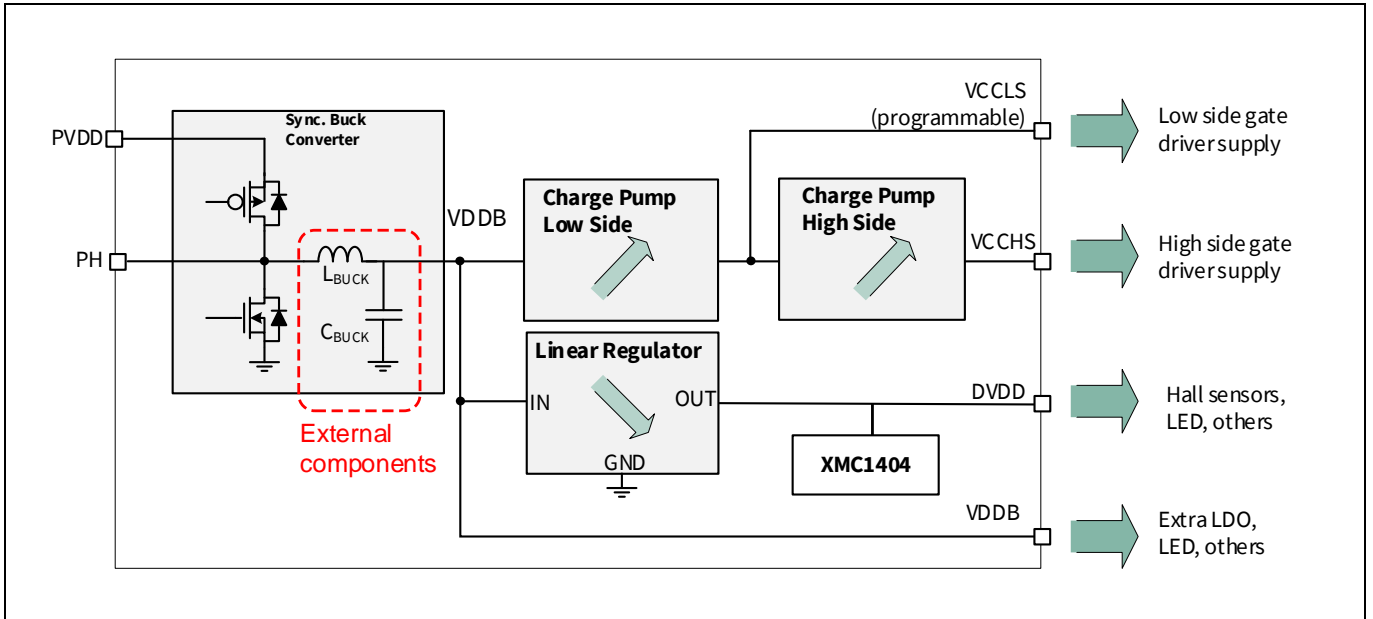 VCCLS
(programmable)
Low side gate
driver supply
Sync. Buck
Converter
PVDD
VDDB
Charge Pump
Low Side
Charge Pump
High Side
VCCHS
High side gate
driver supply
PH
LBUCK
CBUCK
External
components
Linear Regulator
IN
OUT
GND
DVDD
Hall sensors,
LED, others
XMC1404
VDDB
Extra LDO,
LED, others